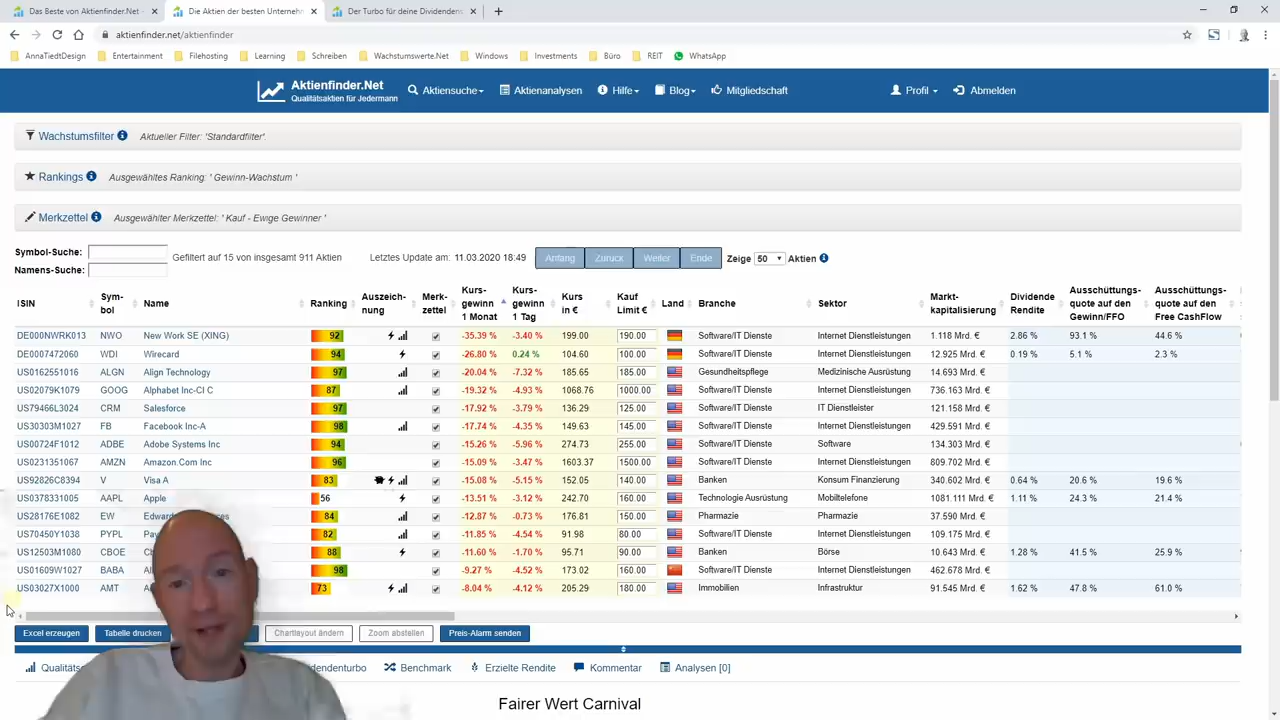 Das Beste von Aktienfinder.Net -
Die Aktien der besten Unternehm
Der Turbo für deine Dividenden
aktienfinder.net/aktienfinder
AnnaTiedtDesign Entertainment Filehosting Learning Schreiben Wachstumswerte.Net Windows Investments Büro REIT WhatsApp
Aktienfinder.Net
Qualitätsaktien für Jedermann
Aktiensuche Aktienanalysen Hilfe Blog Mitgliedschaft Profil Abmelden
Wachstumsfilter Aktueller Filter: 'Standardfilter'.
Rankings Ausgewähltes Ranking: ' Gewinn-Wachstum '
Merkzettel Ausgewählter Merkzettel: ' Kauf - Ewige Gewinner '
Symbol-Suche: Gefiltert auf 15 von insgesamt 911 Aktien Letztes Update am: 11.03.2020 18:49 Anfang Zurück Weiter Ende Zeige 50 Aktien
Namens-Suche:
ISIN Sym-bol Name Ranking Auszeich-nung Merk-zettel Kurs-gewinn 1 Monat Kurs-gewinn 1 Tag Kurs in € Kauf Limit € Land Branche Sektor Markt-kapitalisierung Dividende Rendite Ausschüttungs-quote auf den Gewinn/FFO Ausschüttungs-quote auf den Free CashFlow
DE000NWRK013 NWO New Work SE (XING) 92 -35.39 % -3.40 % 199.00 190.00 Software/IT Dienste Internet Dienstleistungen 1.118 Mrd. € 2.86 % 93.1 % 44.6 %
DE0007472060 WDI Wirecard 94 -26.80 % 0.24 % 104.60 100.00 Software/IT Dienste Internet Dienstleistungen 12.925 Mrd. € 0.19 % 5.1 % 2.3 %
US0162551016 ALGN Align Technology 97 -20.04 % -7.32 % 185.65 185.00 Gesundheitspflege Medizinische Ausrüstung 14.693 Mrd. €
US02079K1079 GOOG Alphabet Inc-Cl C 87 -19.32 % -4.93 % 1068.76 1000.00 Software/IT Dienste Internet Dienstleistungen 736.163 Mrd. €
US79466L3024 CRM Salesforce 97 -17.92 % -3.79 % 136.29 125.00 Software/IT Dienste IT Dienstleister 121.158 Mrd. €
US30303M1027 FB Facebook Inc-A 98 -17.74 % -4.35 % 149.63 145.00 Software/IT Dienste Internet Dienstleistungen 429.591 Mrd. €
US00724F1012 ADBE Adobe Systems Inc 94 -15.26 % -5.96 % 274.73 255.00 Software/IT Dienste Software 134.303 Mrd. €
US0231351067 AMZN Amazon.Com Inc 96 -15.09 % -3.47 % 1603.37 1500.00 Software/IT Dienste Internet Dienstleistungen 809.702 Mrd. €
US92826C8394 V Visa A 83 -15.08 % -5.15 % 152.05 140.00 Banken Konsum Finanzierung 340.602 Mrd. € 0.64 % 20.6 % 19.6 %
US0378331005 AAPL Apple 56 -13.51 % -3.12 % 242.70 160.00 Technologie Ausrüstung Mobiltelefone 1081.111 Mrd. € 1.11 % 24.3 % 21.4 %
US28176E1082 EW Edwards 84 -12.87 % -0.73 % 176.81 150.00 Pharmazie Pharmazie 37.590 Mrd. €
US70450Y1038 PYPL 82 -11.85 % -4.54 % 91.98 80.00 Software/IT Dienste Internet Dienstleistungen 109.175 Mrd. €
US12503M1080 CBOE 88 -11.60 % -1.70 % 95.71 90.00 Banken Börse 10.643 Mrd. € 1.28 % 41.5 % 25.9 %
US01609W1027 BABA 98 -9.27 % -4.52 % 173.02 160.00 Software/IT Dienste Internet Dienstleistungen 462.678 Mrd. €
US03027X1000 AMT 73 -8.04 % -4.12 % 205.29 180.00 Immobilien Infrastruktur 91.545 Mrd. € 1.62 % 47.8 % 61.0 %
Excel erzeugen Tabelle drucken Chartlayout ändern Zoom abstellen Preis-Alarm senden
Benchmark Erzielte Rendite Kommentar Analysen [0]
Fairer Wert Carnival